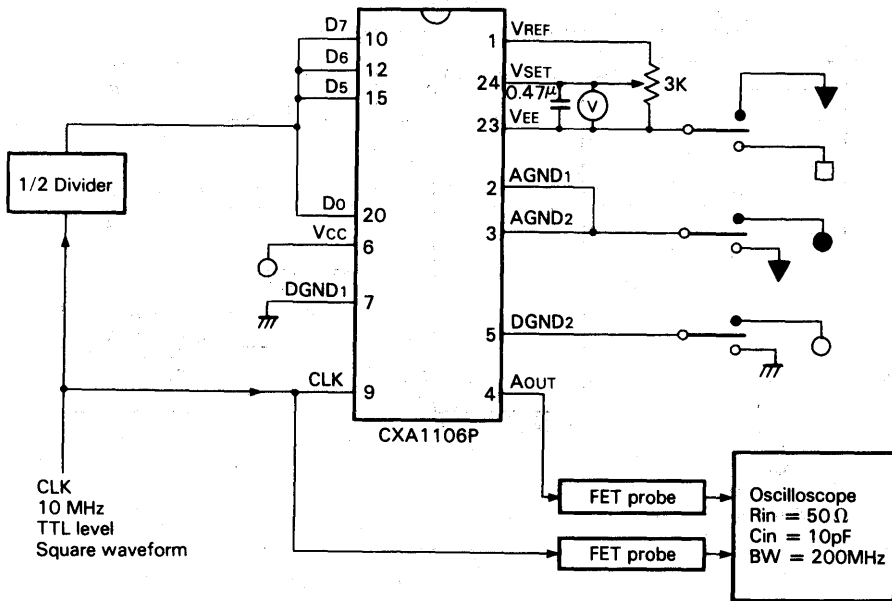 D7
10
D6
12
D5
15
1/2 Divider
D0
20
VCC
6
DGND1
7
CLK
9
1
VREF
24
VSET
0.47μ
V
3K
23
VEE
2
AGND1
3
AGND2
5
DGND2
4
AOUT
CXA1106P
CLK
10 MHz
TTL level
Square waveform
FET probe
FET probe
Oscilloscope
Rin = 50Ω
Cin = 10pF
BW = 200MHz